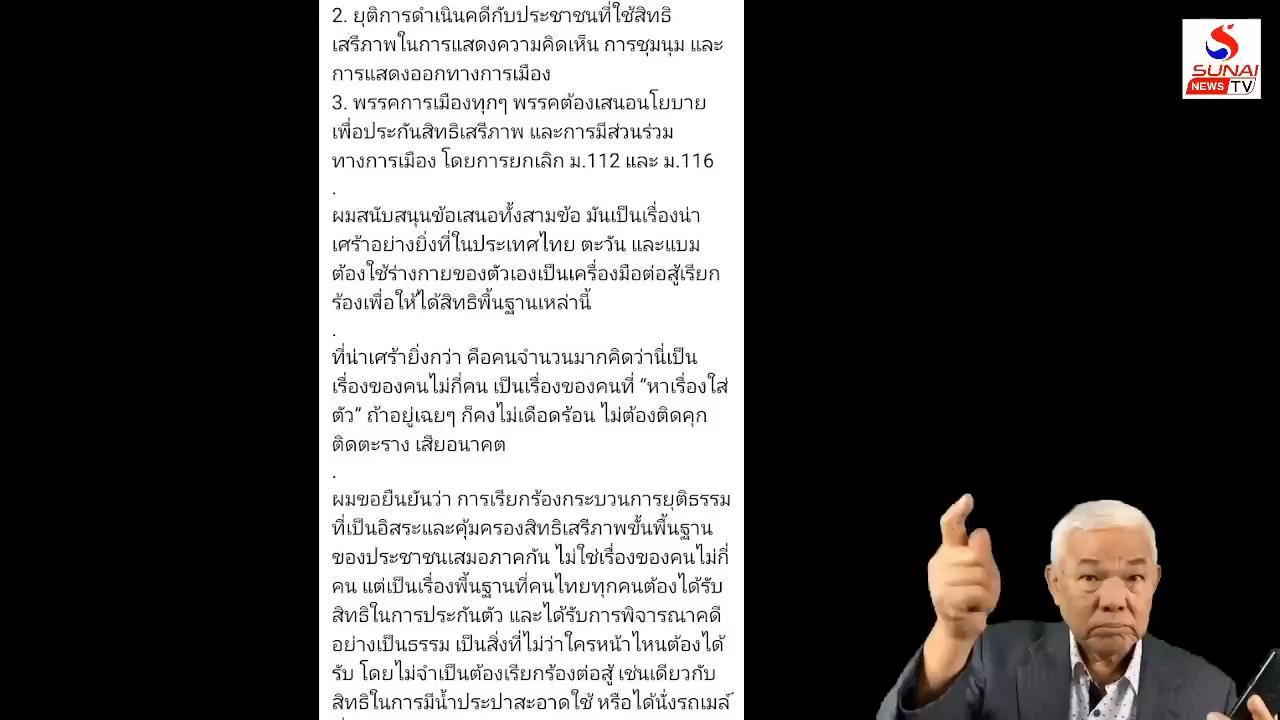 2. ยุติการดำเนินคดีกับประชาชนที่ใช้สิทธิ
เสรีภาพในการแสดงความคิดเห็น การชุมนุม และ
การแสดงออกทางการเมือง
3. พรรคการเมืองทุกๆ พรรคต้องเสนอนโยบาย
เพื่อประกันสิทธิเสรีภาพ และการมีส่วนร่วม
ทางการเมือง โดยการยกเลิก ม.112 และ ม.116
.
ผมสนับสนุนข้อเสนอทั้งสามข้อ มันเป็นเรื่องน่า
เศร้าอย่างยิ่งที่ในประเทศไทย ตะวัน และแบม
ต้องใช้ร่างกายของตัวเองเป็นเครื่องมือต่อสู้เรียก
ร้องเพื่อให้ได้สิทธิพื้นฐานเหล่านี้
.
ที่น่าเศร้ายิ่งกว่า คือคนจำนวนมากคิดว่านี่เป็น
เรื่องของคนไม่กี่คน เป็นเรื่องของคนที่ “หาเรื่องใส่
ตัว” ถ้าอยู่เฉยๆ ก็คงไม่เดือดร้อน ไม่ต้องติดคุก
ติดตะราง เสียอนาคต
.
ผมขอยืนยันว่า การเรียกร้องกระบวนการยุติธรรม
ที่เป็นอิสระและคุ้มครองสิทธิเสรีภาพขั้นพื้นฐาน
ของประชาชนเสมอภาคกัน ไม่ใช่เรื่องของคนไม่กี่
คน แต่เป็นเรื่องพื้นฐานที่คนไทยทุกคนต้องได้รับ
สิทธิในการประกันตัว และได้รับการพิจารณาคดี
อย่างเป็นธรรม เป็นสิ่งที่ไม่ว่าใครหน้าไหนต้องได้
รับ โดยไม่จำเป็นต้องเรียกร้องต่อสู้ เช่นเดียวกับ
สิทธิในการมีน้ำประปาสะอาดใช้ หรือได้นั่งรถเมล์
SUNAI
NEWS TV